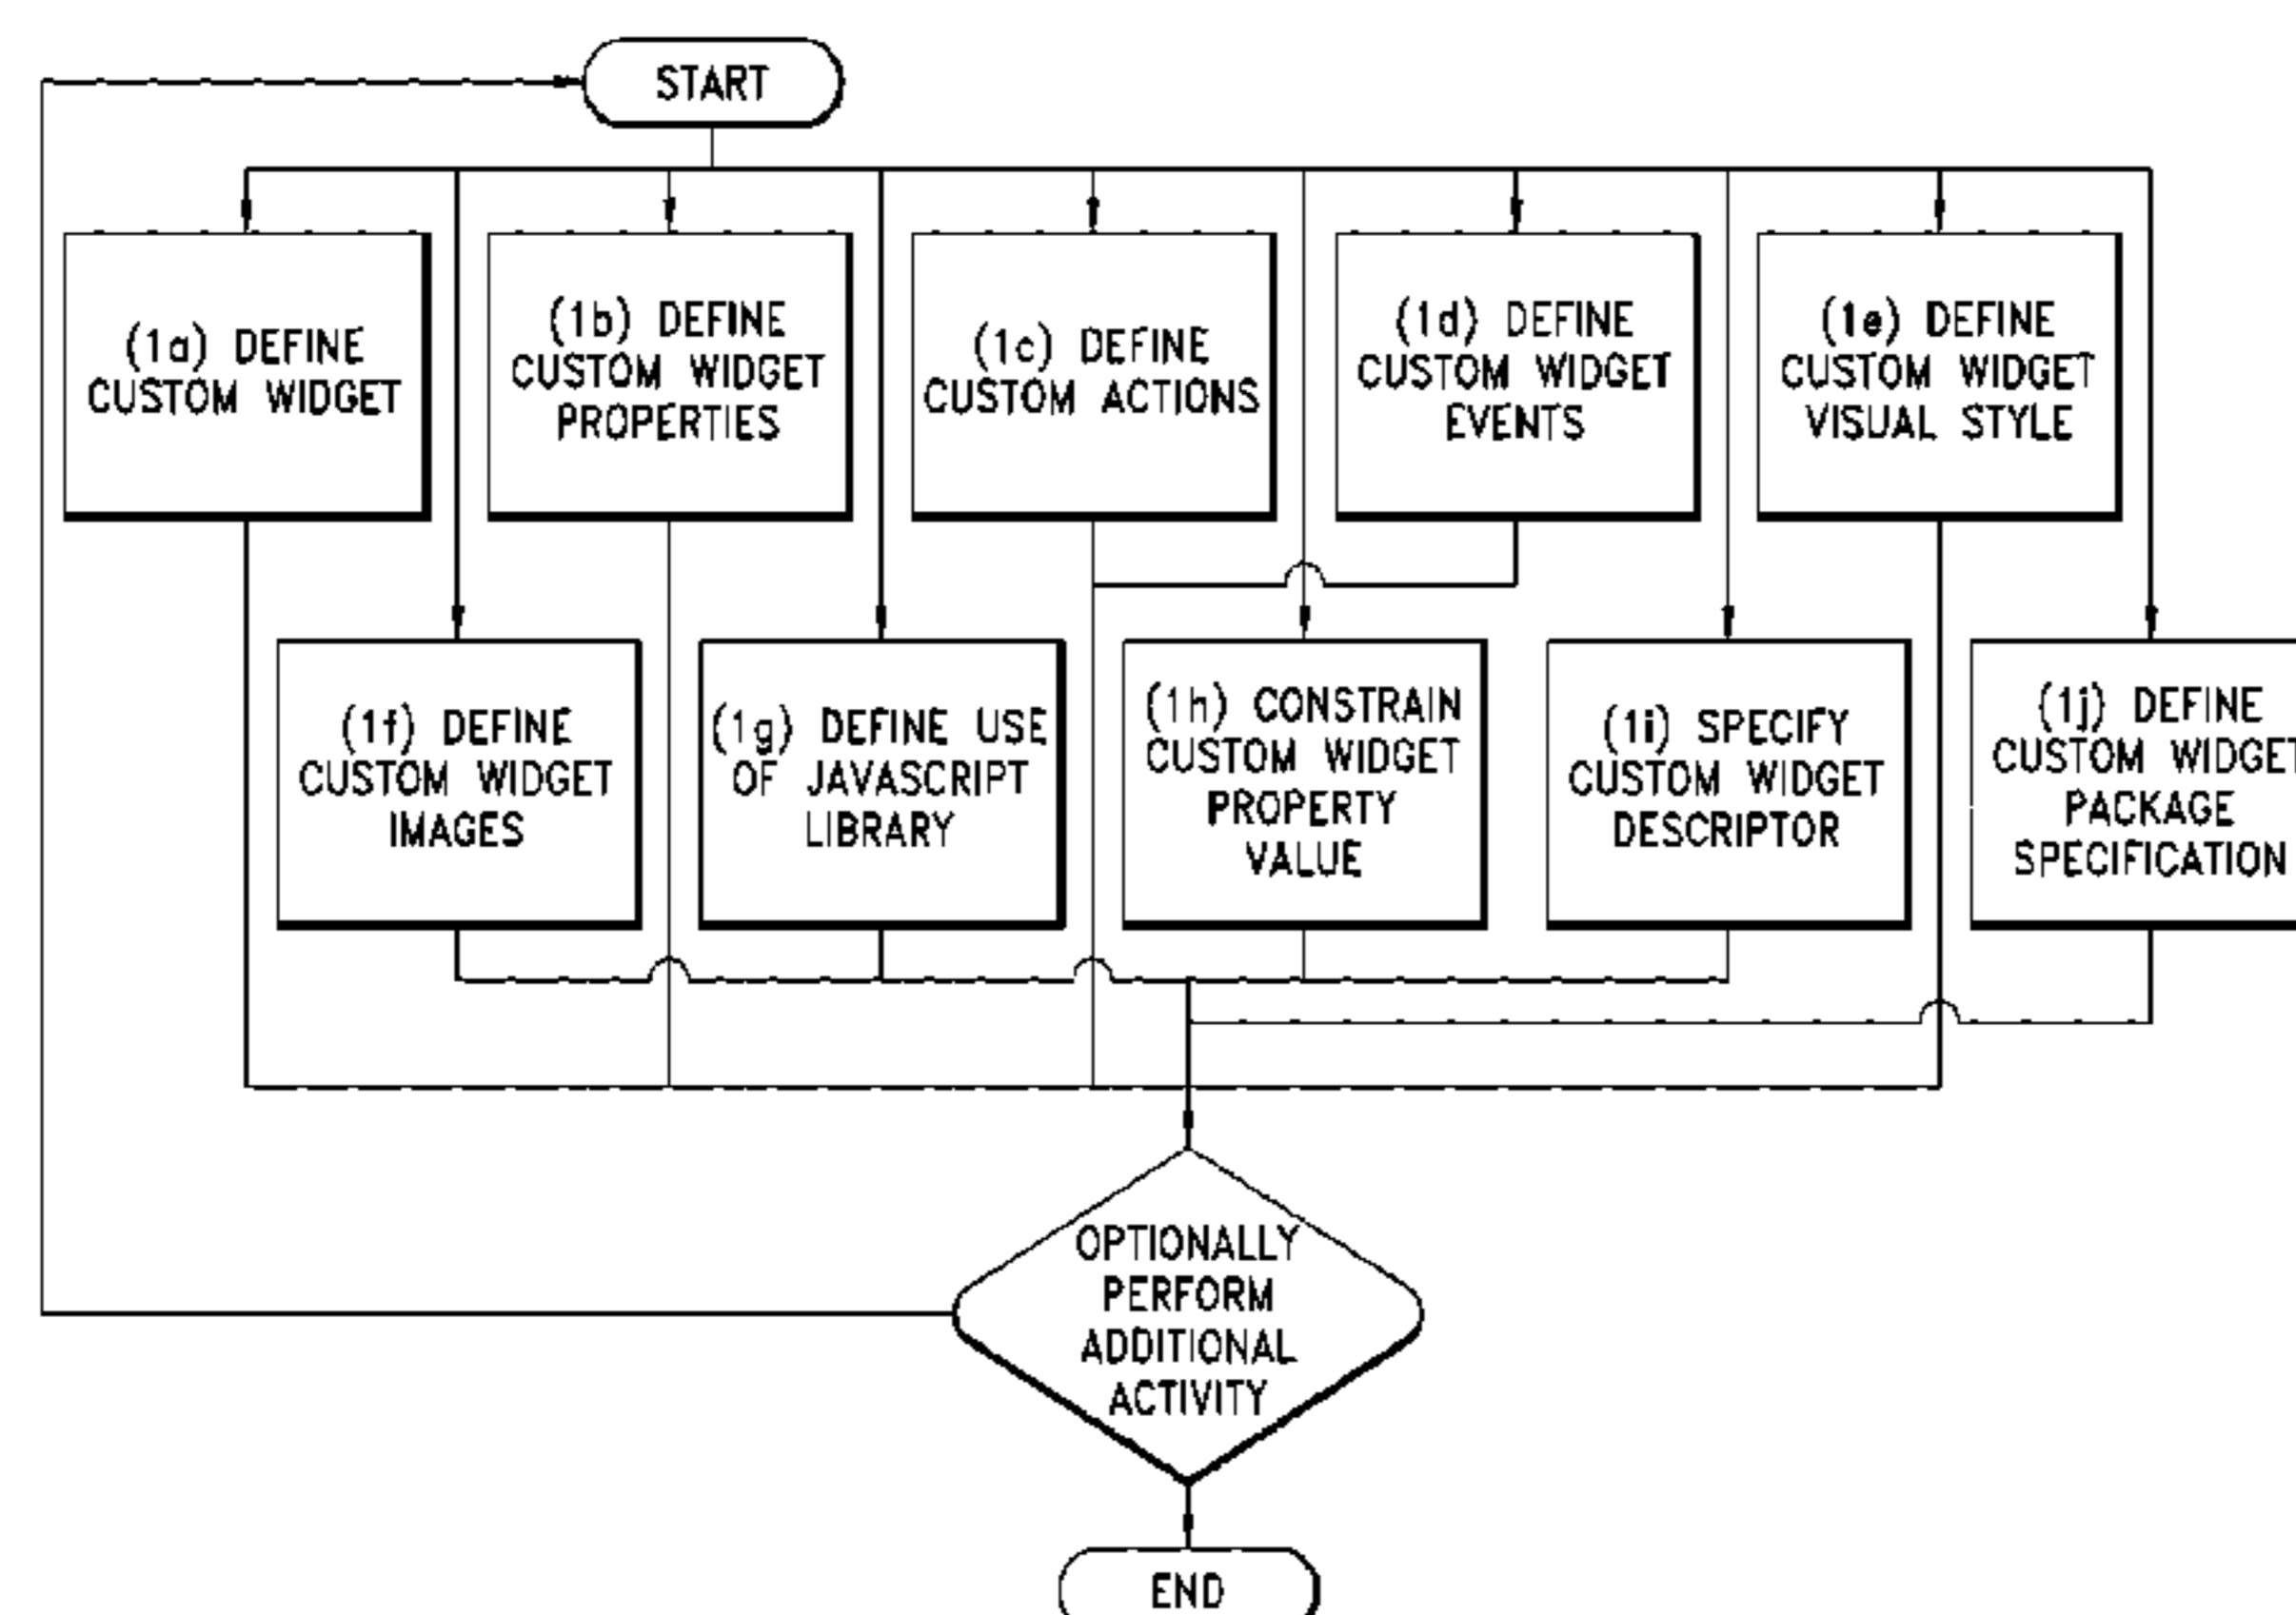 START
(1a) DEFINE
CUSTOM WIDGET
(1b) DEFINE
CUSTOM WIDGET
PROPERTIES
(1c) DEFINE
CUSTOM ACTIONS
(1d) DEFINE
CUSTOM WIDGET
EVENTS
(1e) DEFINE
CUSTOM WIDGET
VISUAL STYLE
(1f) DEFINE
CUSTOM WIDGET
IMAGES
(1g) DEFINE USE
OF JAVASCRIPT
LIBRARY
(1h) CONSTRAIN
CUSTOM WIDGET
PROPERTY
VALUE
(1i) SPECIFY
CUSTOM WIDGET
DESCRIPTOR
(1j) DEFINE
CUSTOM WIDGET
PACKAGE
SPECIFICATION
OPTIONALLY
PERFORM
ADDITIONAL
ACTIVITY
END